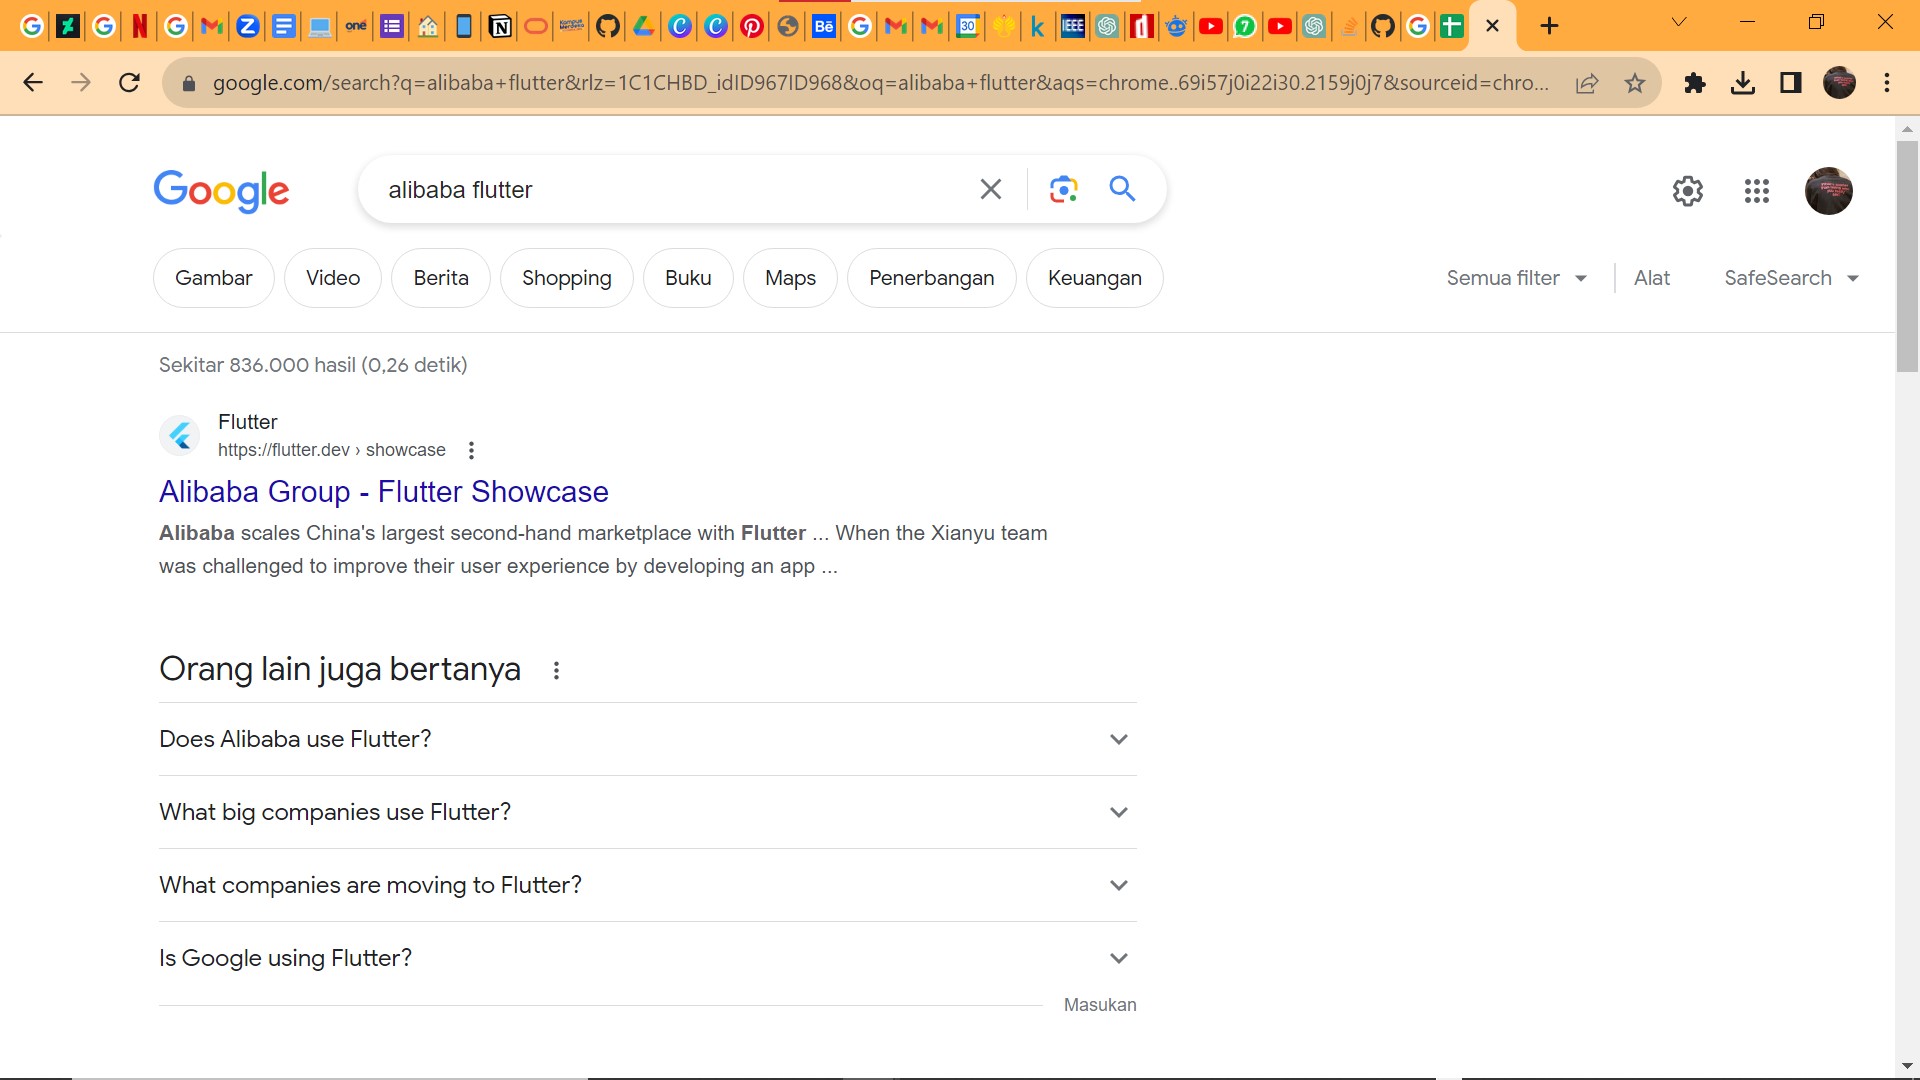 google.com/search?q=alibaba+flutter&rlz=1C1CHBD_idID967ID968&oq=alibaba+flutter&aqs=chrome..69i57j0i22i30.2159j0j7&sourceid=chro...
Google
alibaba flutter
Gambar Video Berita Shopping Buku Maps Penerbangan Keuangan Semua filter Alat SafeSearch
Sekitar 836.000 hasil (0,26 detik)
Flutter
https://flutter.dev › showcase
Alibaba Group - Flutter Showcase
Alibaba scales China's largest second-hand marketplace with Flutter ... When the Xianyu team
was challenged to improve their user experience by developing an app ...
Orang lain juga bertanya
Does Alibaba use Flutter?
What big companies use Flutter?
What companies are moving to Flutter?
Is Google using Flutter?
Masukan